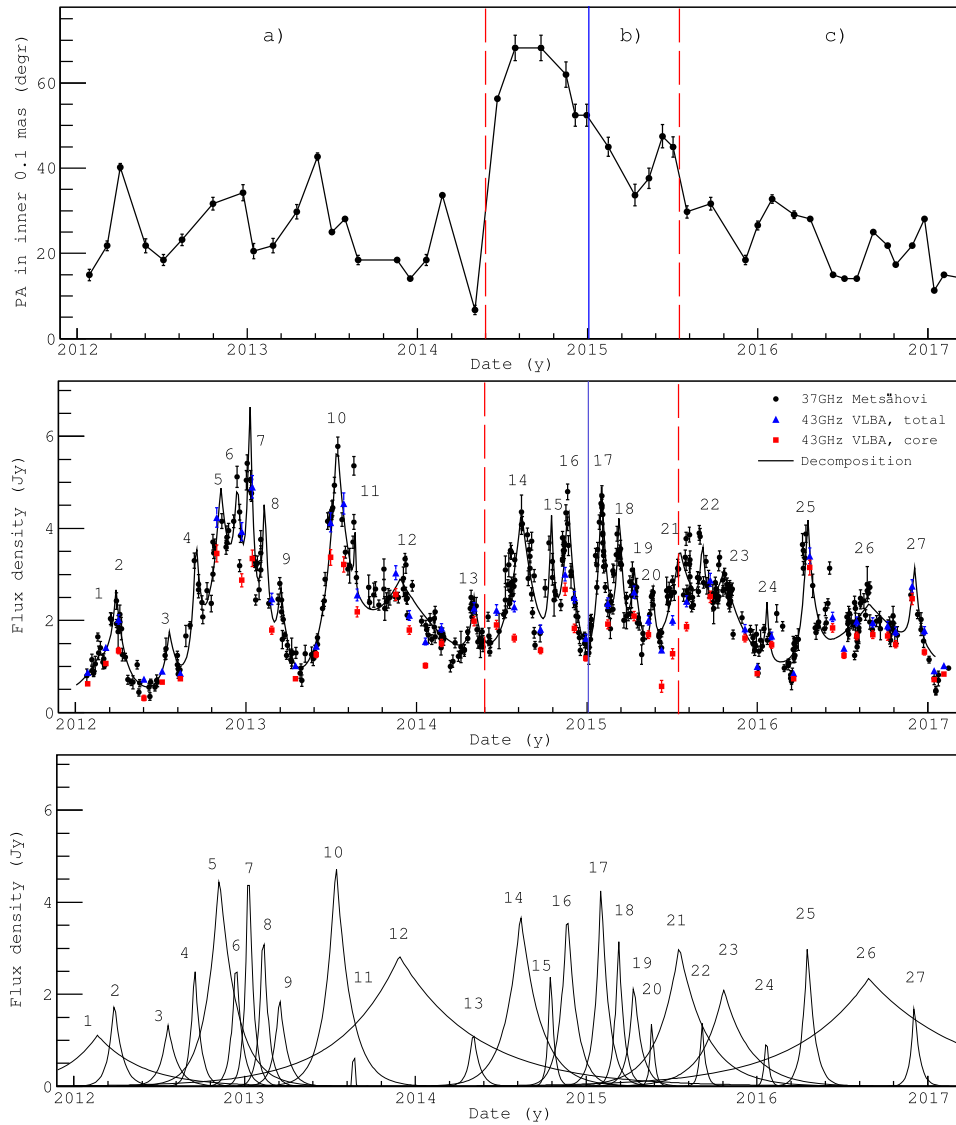 a)
b)
c)
PA in inner 0.1 mas (degr)
60
40
20
0
2012 2013 2014 2015 2016 2017
Date (y)
37GHz Metsähovi
43GHz VLBA, total
43GHz VLBA, core
Decomposition
Flux density (Jy)
6
4
2
0
1 2 3 4 5 6 7 8 9 10 11 12 13 14 15 16 17 18 19 20 21 22 23 24 25 26 27
2012 2013 2014 2015 2016 2017
Date (y)
Flux density (Jy)
6
4
2
0
1 2 3 4 5 6 7 8 9 10 11 12 13 14 15 16 17 18 19 20 21 22 23 24 25 26 27
2012 2013 2014 2015 2016 2017
Date (y)